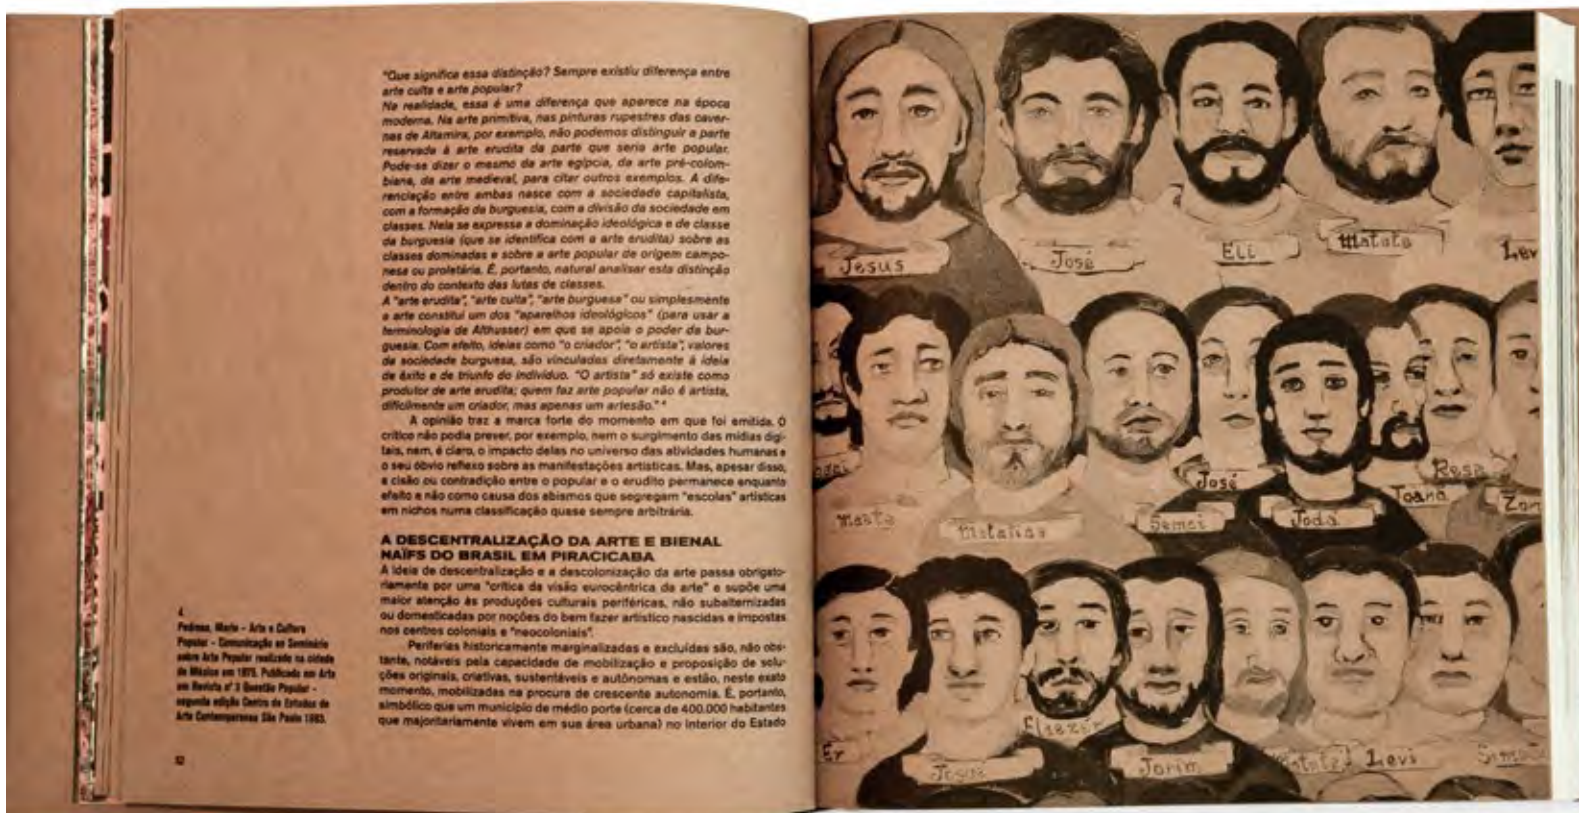 "Que significa essa distinção? Sempre existiu diferença entre
arte culta e arte popular?
Na realidade, essa é uma diferença que aparece na época
moderna. Na arte primitiva, nas pinturas rupestres das caver-
nas de Altamira, por exemplo, não podemos distinguir a parte
reservada à arte erudita da parte que seria arte popular.
Pode-se dizer o mesmo da arte egípcia, da arte pré-colom-
biana, da arte medieval, para citar outros exemplos. A dife-
renciação entre ambas nasce com a sociedade capitalista,
com a formação da burguesia, com a divisão da sociedade em
classes. Nela se expressa a dominação ideológica e de classe
da burguesia (que se identifica com a arte erudita) sobre as
classes dominadas e sobre a arte popular de origem campo-
nesa ou proletária. É, portanto, natural analisar esta distinção
dentro do contexto das lutas de classes.
A "arte erudita", "arte culta", "arte burguesa" ou simplesmente
a arte constitui um dos "aparelhos ideológicos" (para usar a
terminologia de Althusser) em que se apoia o poder da bur-
guesia. Com efeito, ideias como "o criador", "o artista", valores
da sociedade burguesa, são vinculados diretamente à ideia
de êxito e de triunfo do indivíduo. "O artista" só existe como
produtor de arte erudita; quem faz arte popular não é artista,
dificilmente um criador, mas apenas um artesão." 4
A opinião traz a marca forte do momento em que foi emitida. O
crítico não podia prever, por exemplo, nem o surgimento das mídias digi-
tais, nem, é claro, o impacto delas no universo das atividades humanas e
o seu óbvio reflexo sobre as manifestações artísticas. Mas, apesar disso,
a cisão ou contradição entre o popular e o erudito permanece enquanto
efeito e não como causa dos abismos que segregam "escolas" artísticas
em nichos numa classificação quase sempre arbitrária.
A DESCENTRALIZAÇÃO DA ARTE E BIENAL
NAÏFS DO BRASIL EM PIRACICABA
A ideia de descentralização e a descolonização da arte passa obrigato-
riamente por uma "crítica da visão eurocêntrica da arte" e supõe uma
maior atenção às produções culturais periféricas, não subalternizadas
ou domesticadas por noções do bem fazer artístico nascidas e impostas
nos centros coloniais e "neocoloniais".
Periferias historicamente marginalizadas e excluídas são, não obs-
tante, notáveis pela capacidade de mobilização e proposição de solu-
ções originais, criativas, sustentáveis e autônomas e estão, neste exato
momento, mobilizadas na procura de crescente autonomia. É, portanto,
simbólico que um município de médio porte (cerca de 400.000 habitantes
que majoritariamente vivem em sua área urbana) no interior do Estado
4
Pedrosa, Mario - Arte e Cultura
Popular - Comunicação ao Seminário
sobre Arte Popular realizado na cidade
do México em 1975. Publicado em Arte
em Revista nº 3 Questão Popular -
segunda edição Centro de Estudos de
Arte Contemporanea São Paulo 1983.
Jesus
José
Eli
Matate
Lev
Maate
Matatias
Semei
José
Jodá
Joana
Resa
Zor
Er
Jesus
Eliezer
Jorim
Levi